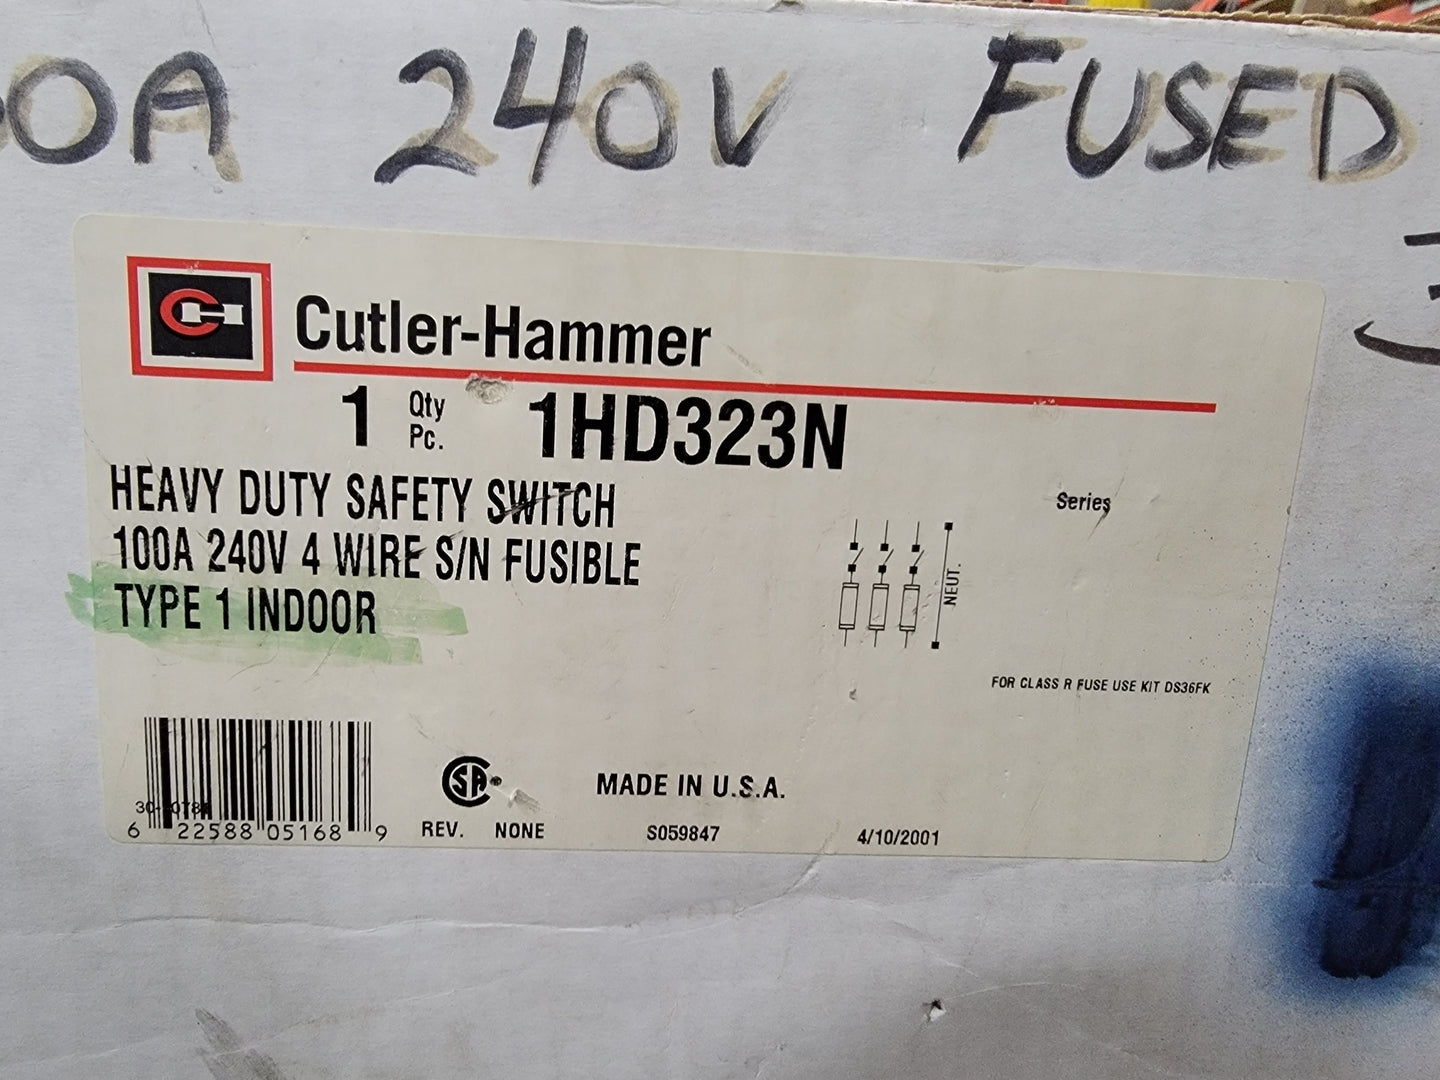 0A 240V FUSED
Cutler-Hammer
1 Qty Pc. 1HD323N
HEAVY DUTY SAFETY SWITCH
100A 240V 4 WIRE S/N FUSIBLE
TYPE 1 INDOOR
Series
NEUT.
FOR CLASS R FUSE USE KIT DS36FK
MADE IN U.S.A.
6 22588 05168 9
REV. NONE S059847 4/10/2001